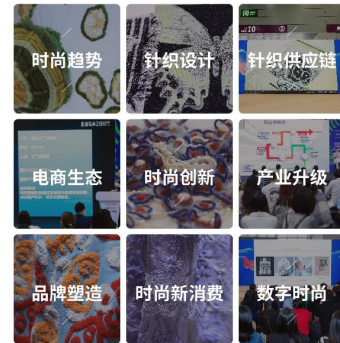 时尚趋势
针织设计
针织供应链
电商生态
时尚创新
产业升级
品牌塑造
时尚新消费
数字时尚